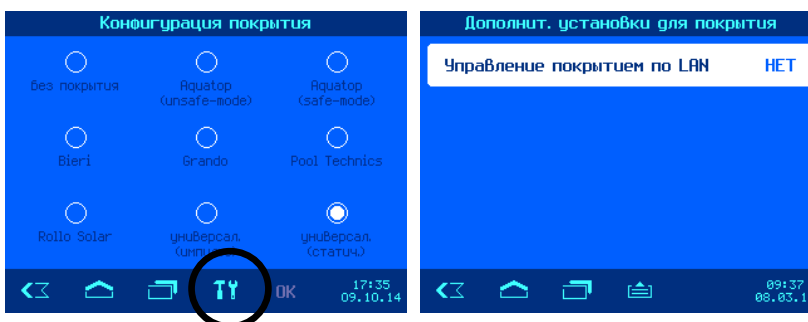 Конфигурация покрытия
без покрытия
Aquatop
(unsafe-mode)
Aquatop
(safe-mode)
Bieri
Grando
Pool Technics
Rollo Solar
универсал.
универсал.
(статич.)
OK
17:35
09.10.14
Дополнит. установки для покрытия
Управление покрытием по LAN
НЕТ
09:37
08.03.1